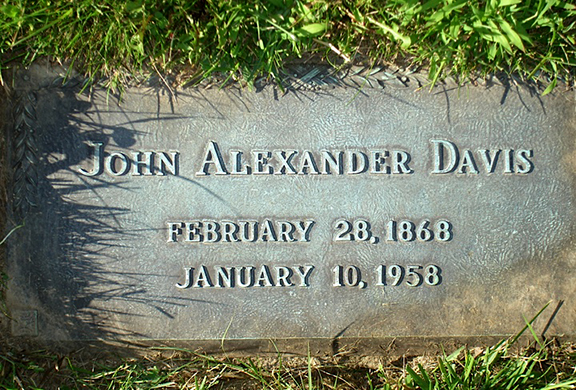 John Alexander Davis
February 28, 1868
January 10, 1958